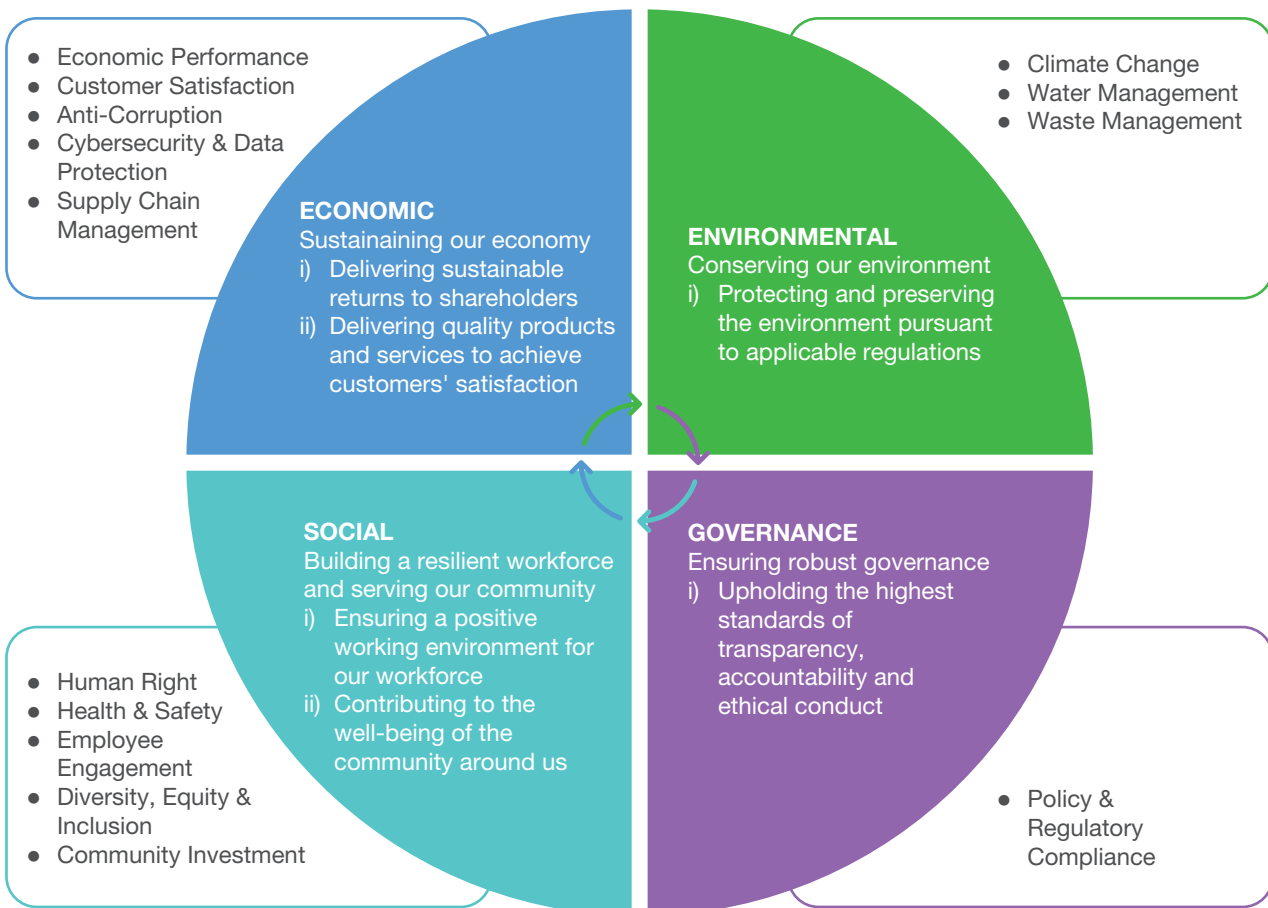 ● Economic Performance
● Customer Satisfaction
● Anti-Corruption
● Cybersecurity & Data
Protection
● Supply Chain
Management
ECONOMIC
Sustainaining our economy
i) Delivering sustainable
returns to shareholders
ii) Delivering quality products
and services to achieve
customers' satisfaction
● Climate Change
● Water Management
● Waste Management
ENVIRONMENTAL
Conserving our environment
i) Protecting and preserving
the environment pursuant
to applicable regulations
SOCIAL
Building a resilient workforce
and serving our community
i) Ensuring a positive
working environment for
our workforce
ii) Contributing to the
well-being of the
community around us
● Human Right
● Health & Safety
● Employee
Engagement
● Diversity, Equity &
Inclusion
● Community Investment
GOVERNANCE
Ensuring robust governance
i) Upholding the highest
standards of
transparency,
accountability and
ethical conduct
● Policy &
Regulatory
Compliance